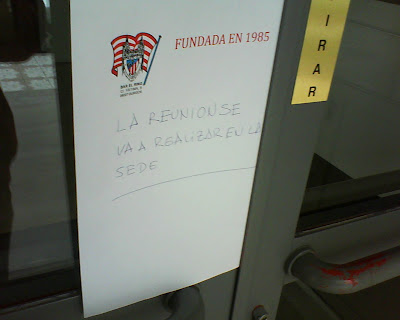 FUNDADA EN 1985
LA REUNION SE
VA A REALIZAR EN LA
SEDE
IRAR